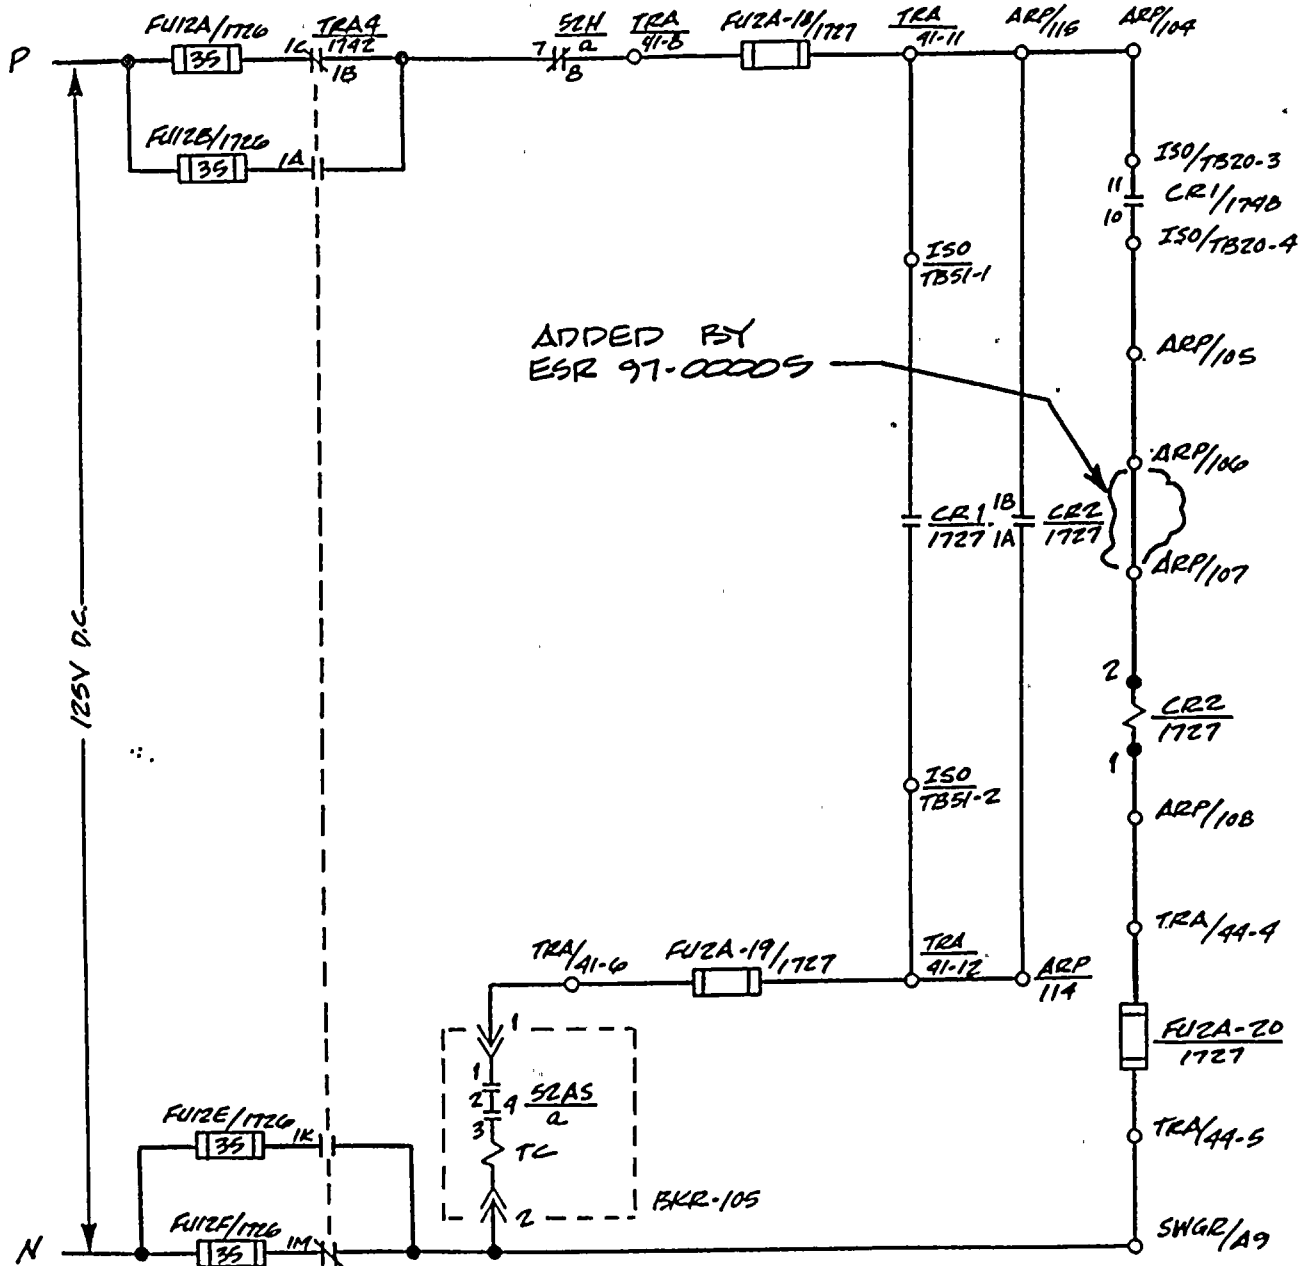 FU12A/1726
TRA4
1742
52H
a
TRA
41-8
FU2A-18/1727
TRA
41-11
ARP/115
ARP/104
P
35
1C
1B
7
8
FU12B/1726
35
1A
ISO/TB20-3
11
CR1/1748
10
ISO/TB20-4
ISO
TB51-1
ADDED BY
ESR 97-00005
ARP/105
ARP/106
CR1
1727
1B
1A
CR2
1727
ARP/107
125V D.C.
2
CR2
1727
1
ISO
TB51-2
ARP/108
TRA/44-4
TRA/41-6
FU2A-19/1727
TRA
41-12
ARP
114
1
FU2A-20
1727
1
2
4
52AS
a
3
TC
FU12E/1726
35
1K
TRA/44-5
BKR-105
2
FU12F/1726
35
1M
N
SWGR/A9